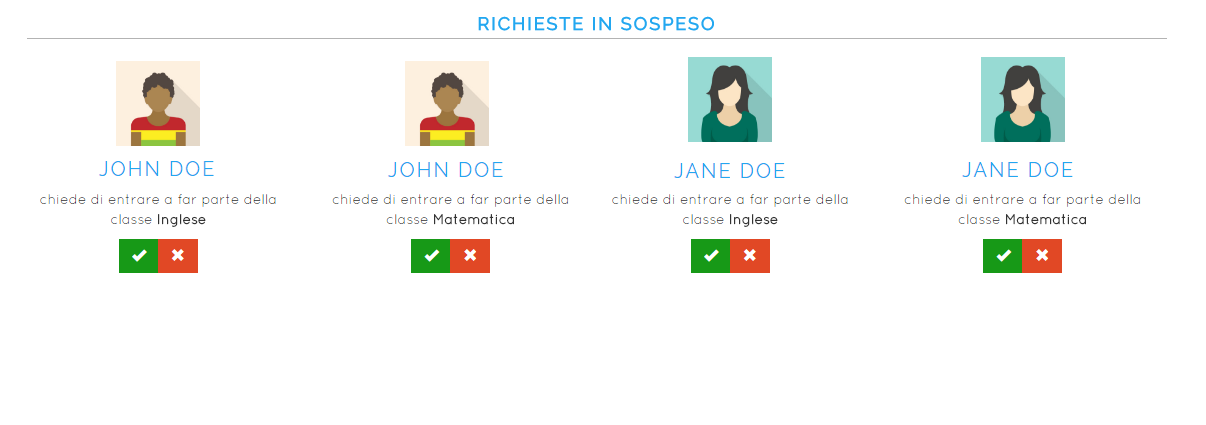 RICHIESTE IN SOSPESO
JOHN DOE
chiede di entrare a far parte della
classe Inglese
JOHN DOE
chiede di entrare a far parte della
classe Matematica
JANE DOE
chiede di entrare a far parte della
classe Inglese
JANE DOE
chiede di entrare a far parte della
classe Matematica